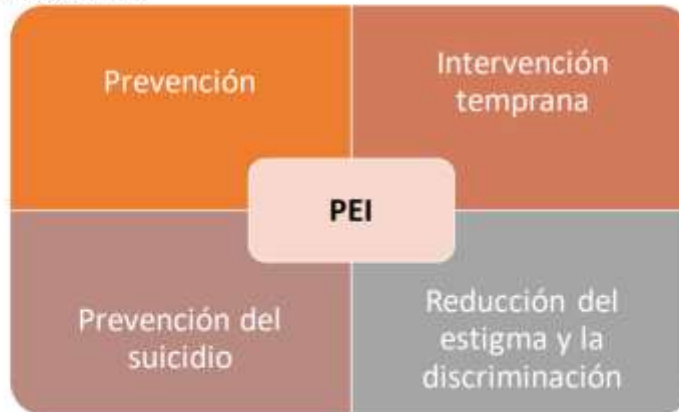 Prevención
Intervención
temprana
PEI
Prevención del
suicidio
Reducción del
estigma y la
discriminación